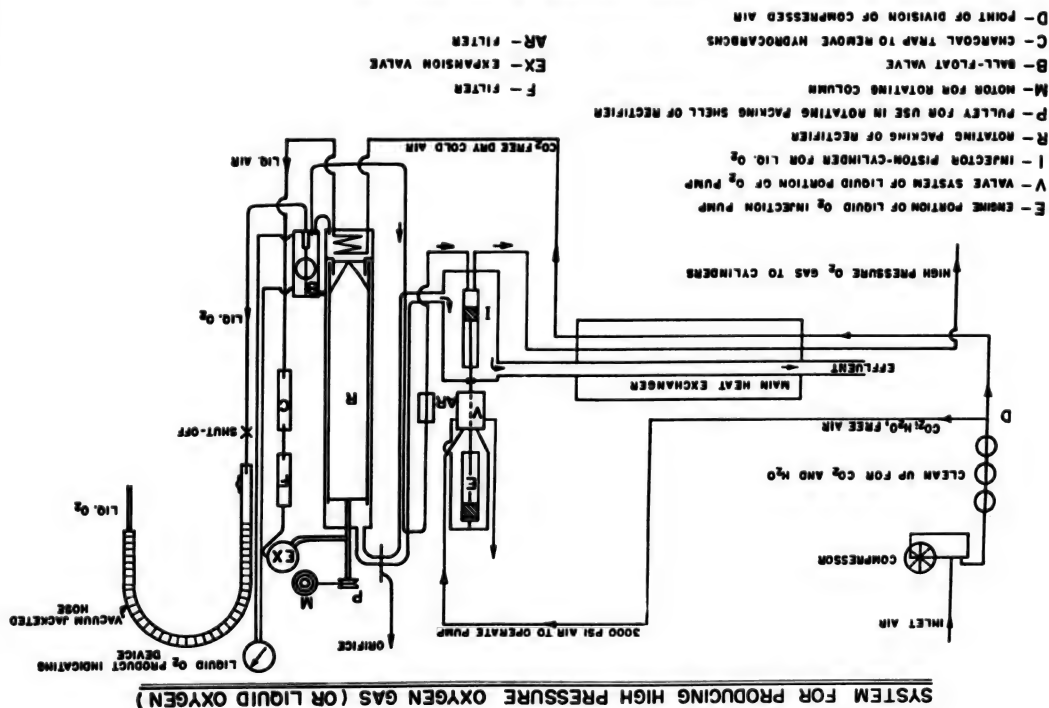 SYSTEM FOR PRODUCING HIGH PRESSURE OXYGEN GAS (OR LIQUID OXYGEN)
INLET AIR
COMPRESSOR
CLEAN UP FOR CO₂ AND H₂O
D
CO₂; H₂O, FREE AIR
3000 PSI AIR TO OPERATE PUMP
EFFLUENT
MAIN HEAT EXCHANGER
HIGH PRESSURE O₂ GAS TO CYLINDERS
ORIFICE
E
V
AR
I
M
P
EX
R
F
C
B
LIQUID O₂ PRODUCT INDICATING
DEVICE
VACUUM JACKETED
HOSE
LIQ. O₂
SHUT-OFF
LIQ. O₂
LIQ. AIR
CO₂ FREE DRY COLD AIR
E – ENGINE PORTION OF LIQUID O₂ INJECTION PUMP
V – VALVE SYSTEM OF LIQUID PORTION OF O₂ PUMP
I – INJECTOR PISTON-CYLINDER FOR LIQ. O₂
R – ROTATING PACKING OF RECTIFIER
P – PULLEY FOR USE IN ROTATING PACKING SHELL OF RECTIFIER
M – MOTOR FOR ROTATING COLUMN
B – BALL-FLOAT VALVE
C – CHARCOAL TRAP TO REMOVE HYDROCARBONS
D – POINT OF DIVISION OF COMPRESSED AIR
F – FILTER
EX – EXPANSION VALVE
AR – FILTER